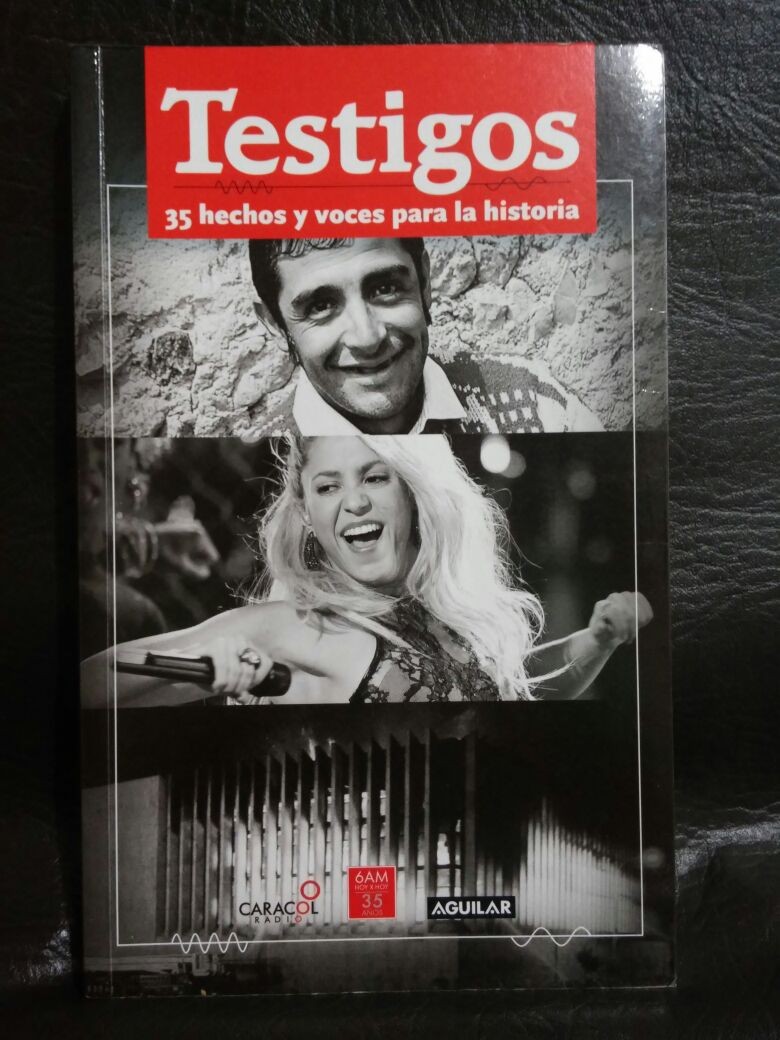 Testigos
35 hechos y voces para la historia
CARACOL
RADIO
6AM
HOY X HOY
35
AÑOS
AGUILAR